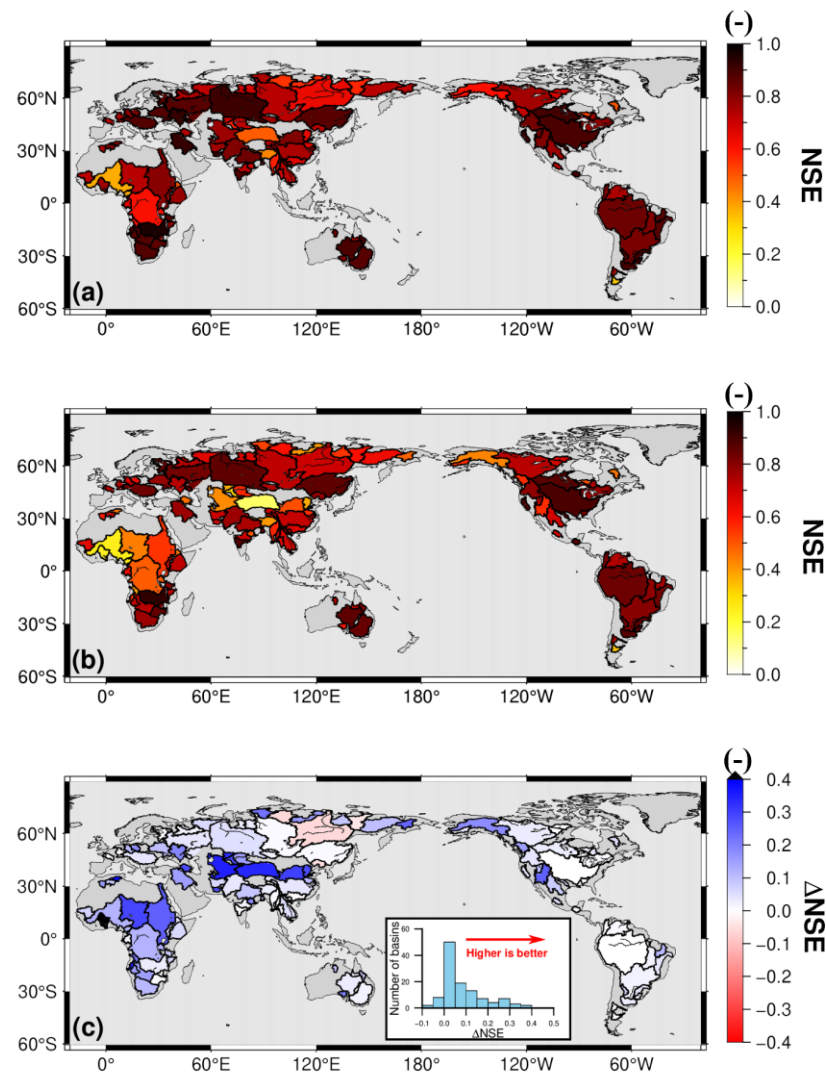 (-)
1.0
0.8
0.6
0.4
0.2
0.0
NSE
60°N
30°N
0°
30°S
60°S
(a)
0° 60°E 120°E 180° 120°W 60°W
(-)
1.0
0.8
0.6
0.4
0.2
0.0
NSE
60°N
30°N
0°
30°S
60°S
(b)
0° 60°E 120°E 180° 120°W 60°W
(-)
0.4
0.3
0.2
0.1
0.0
−0.1
−0.2
−0.3
−0.4
ΔNSE
60°N
30°N
0°
30°S
60°S
(c)
Number of basins
60
40
20
0
Higher is better
-0.1 0.0 0.1 0.2 0.3 0.4 0.5
ΔNSE
0° 60°E 120°E 180° 120°W 60°W